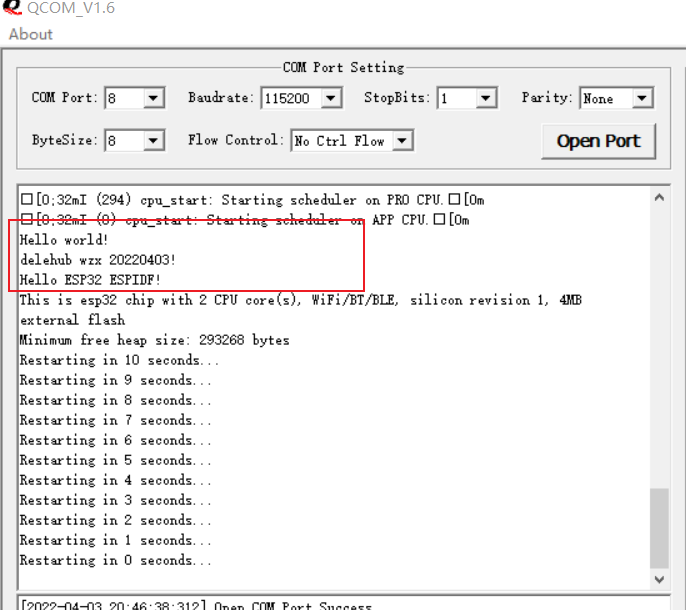 QCOM_V1.6
About
COM Port Setting
COM Port: 8 Baudrate: 115200 StopBits: 1 Parity: None
ByteSize: 8 Flow Control: No Ctrl Flow Open Port
□[0;32mI (294) cpu_start: Starting scheduler on PRO CPU.□[0m
□[0;32mI (0) cpu_start: Starting scheduler on APP CPU.□[0m
Hello world!
delehub wzx 20220403!
Hello ESP32 ESPIDF!
This is esp32 chip with 2 CPU core(s), WiFi/BT/BLE, silicon revision 1, 4MB
external flash
Minimum free heap size: 293268 bytes
Restarting in 10 seconds...
Restarting in 9 seconds...
Restarting in 8 seconds...
Restarting in 7 seconds...
Restarting in 6 seconds...
Restarting in 5 seconds...
Restarting in 4 seconds...
Restarting in 3 seconds...
Restarting in 2 seconds...
Restarting in 1 seconds...
Restarting in 0 seconds...
[2022-04-03_20:46:38:312] Open COM Port Success